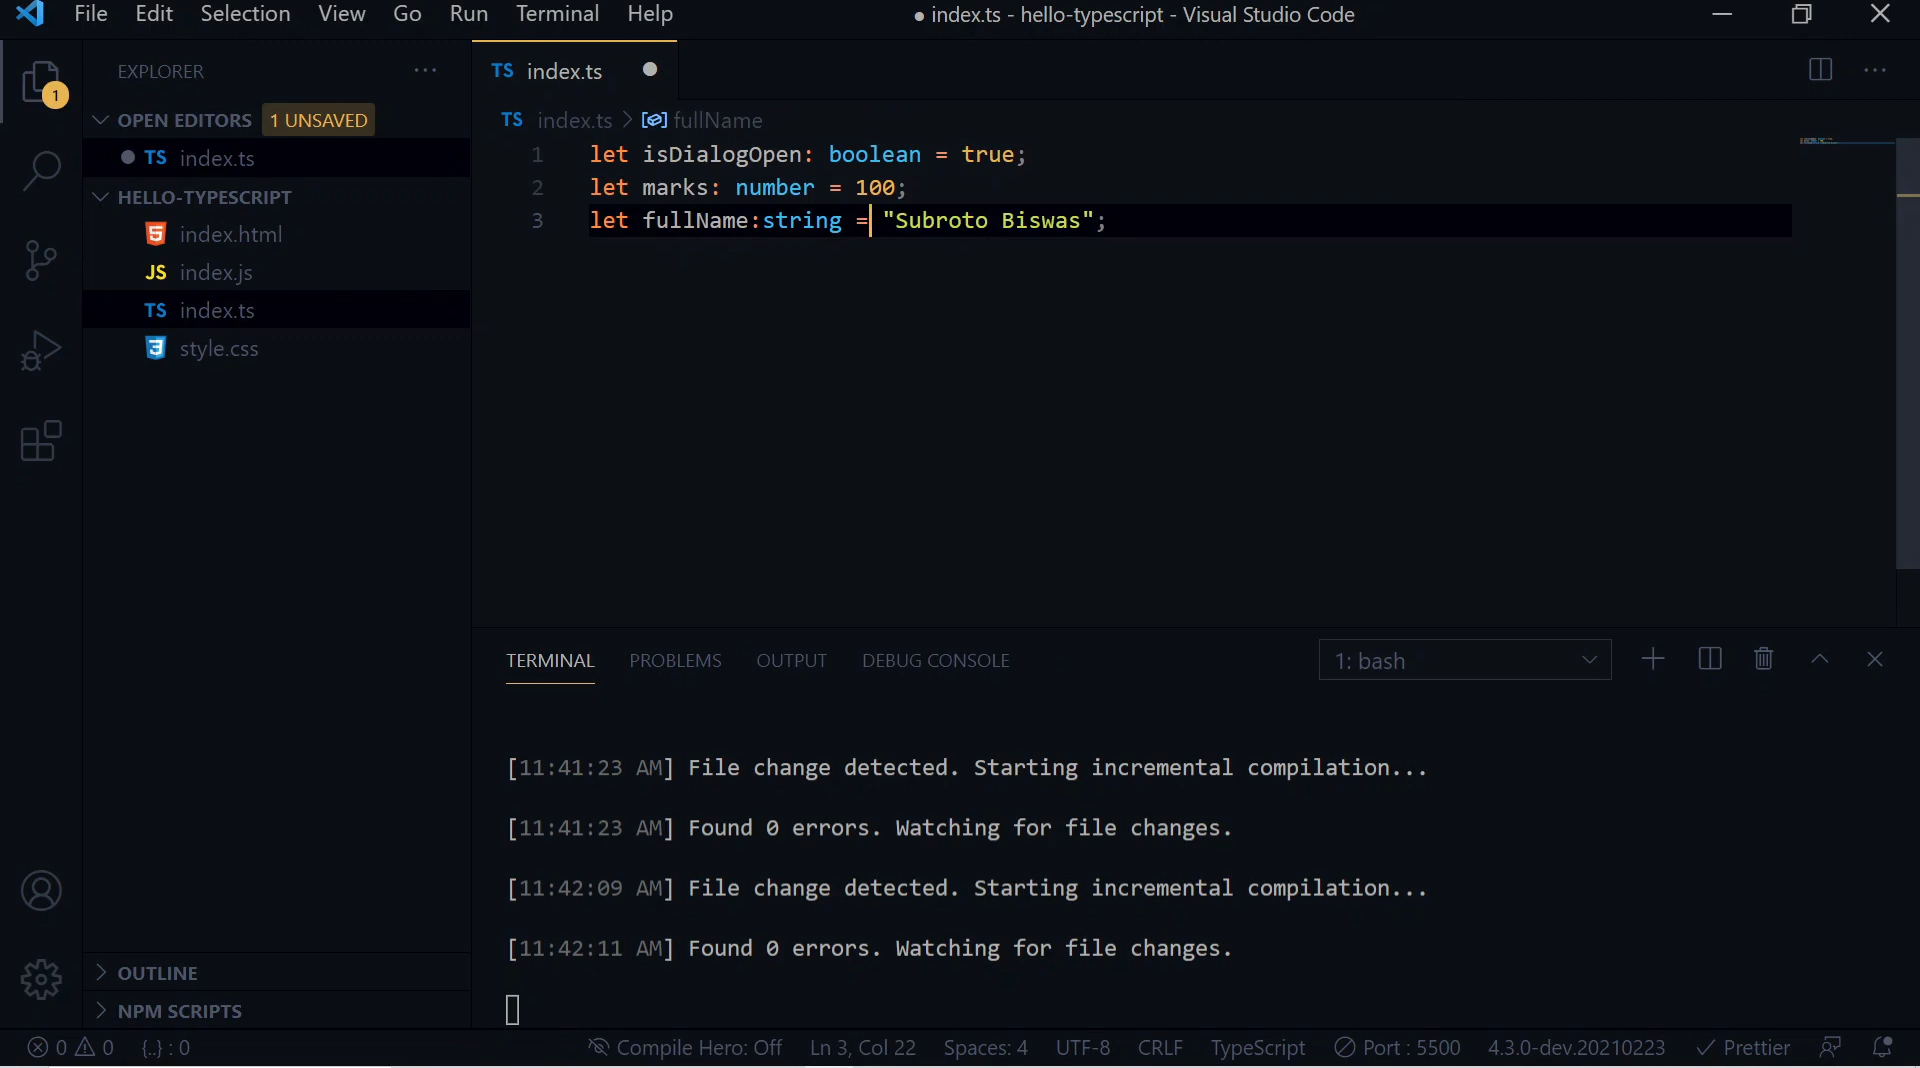 File Edit Selection View Go Run Terminal Help
● index.ts - hello-typescript - Visual Studio Code
1
EXPLORER ···
OPEN EDITORS 1 UNSAVED
TS index.ts
HELLO-TYPESCRIPT
5 index.html
JS index.js
TS index.ts
3 style.css
OUTLINE
NPM SCRIPTS
TS index.ts
TS index.ts > fullName
1 let isDialogOpen: boolean = true;
2 let marks: number = 100;
3 let fullName:string = "Subroto Biswas";
TERMINAL PROBLEMS OUTPUT DEBUG CONSOLE 1: bash
[11:41:23 AM] File change detected. Starting incremental compilation...
[11:41:23 AM] Found 0 errors. Watching for file changes.
[11:42:09 AM] File change detected. Starting incremental compilation...
[11:42:11 AM] Found 0 errors. Watching for file changes.
0 0 {..} : 0 Compile Hero: Off Ln 3, Col 22 Spaces: 4 UTF-8 CRLF TypeScript Port : 5500 4.3.0-dev.20210223 Prettier